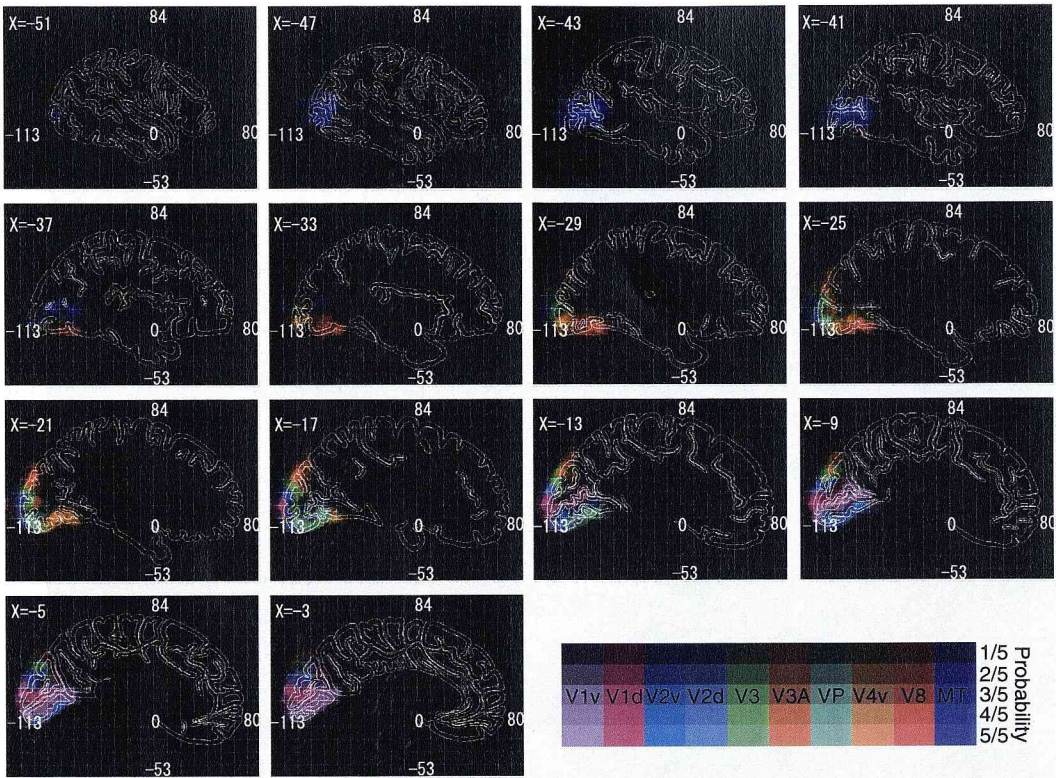 X=-51 84
-113 0 80
-53
X=-47 84
-113 0 80
-53
X=-43 84
-113 0 80
-53
X=-41 84
-113 0 80
-53
X=-37 84
-113 0 80
-53
X=-33 84
-113 0 80
-53
X=-29 84
-113 0 80
-53
X=-25 84
-113 0 80
-53
X=-21 84
-113 0 80
-53
X=-17 84
-113 0 80
-53
X=-13 84
-113 0 80
-53
X=-9 84
-113 0 80
-53
X=-5 84
-113 0 80
-53
X=-3 84
-113 0 80
-53
1/5
2/5
V1v V1d V2v V2d V3 V3A VP V4v V8 MT 3/5
4/5
5/5
Probability